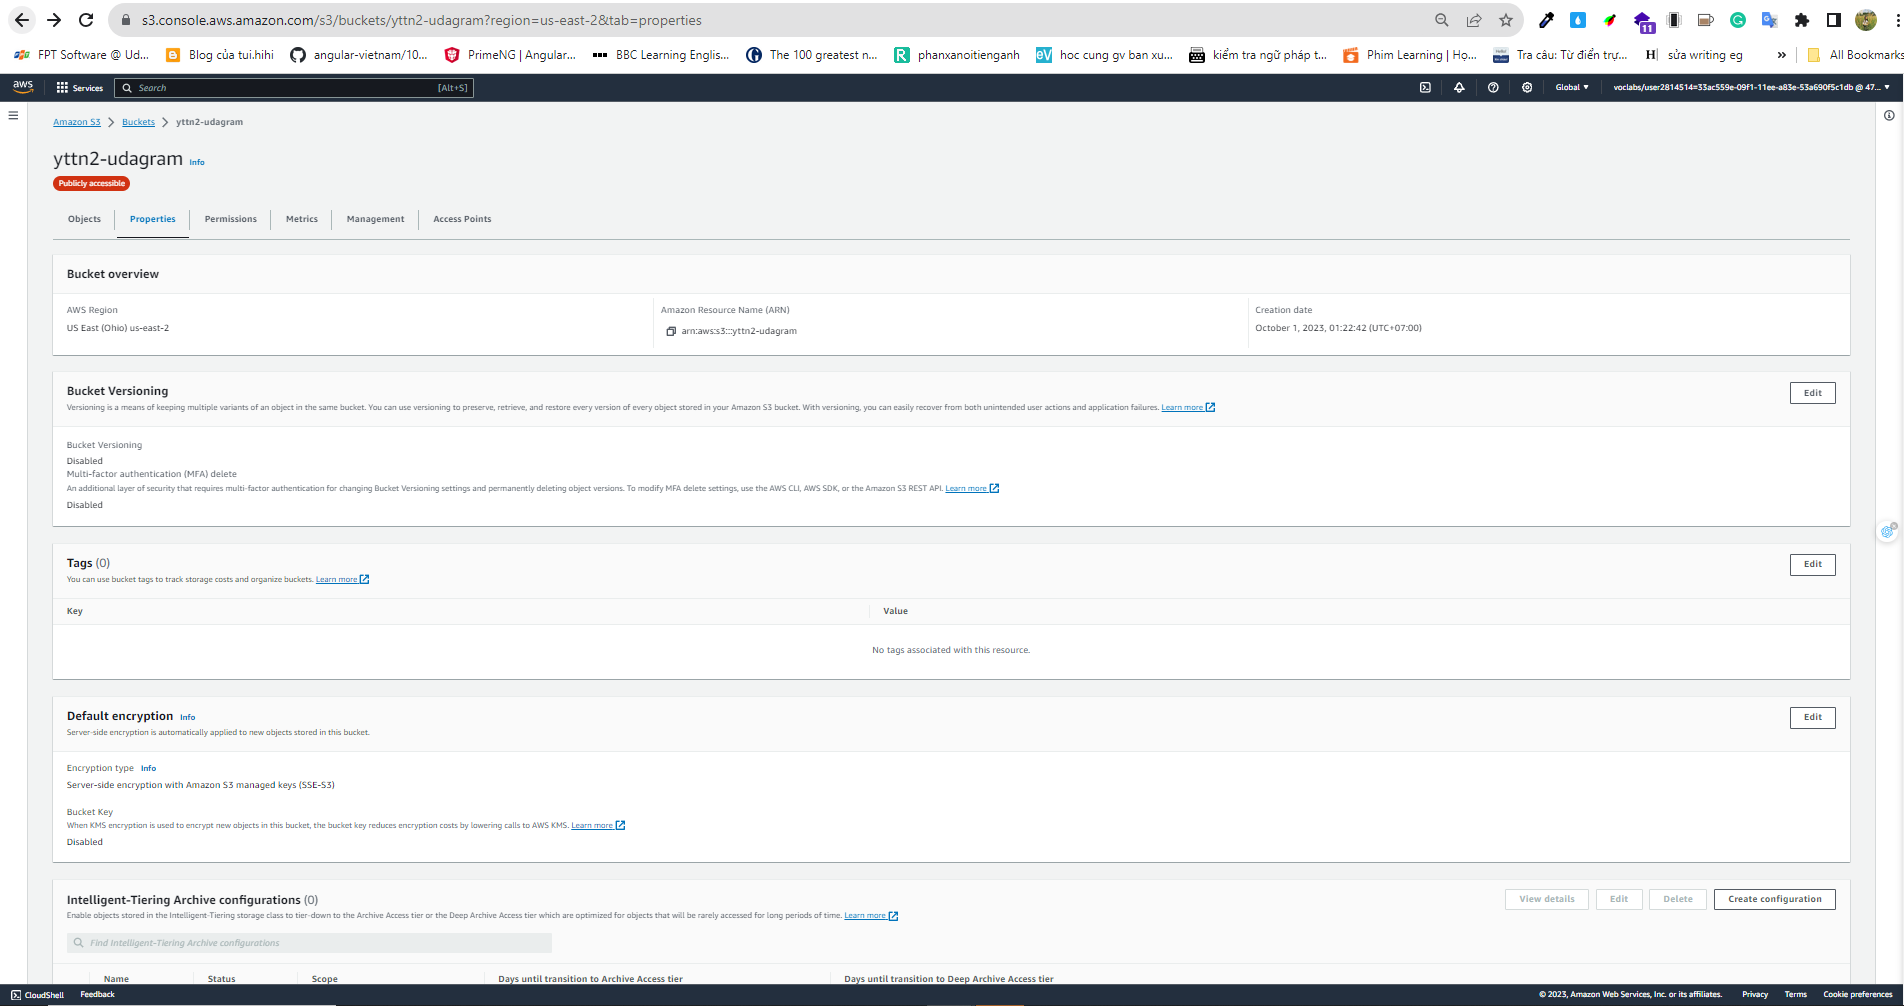 s3.console.aws.amazon.com/s3/buckets/yttn2-udagram?region=us-east-2&tab=properties
11
FPT Software @ Ud... Blog của tui.hihi angular-vietnam/10... PrimeNG | Angular... BBC Learning Englis... The 100 greatest n... phanxanoitienganh hoc cung gv ban xu... kiểm tra ngữ pháp t... Phim Learning | Họ... Tra câu: Từ điển trự... sửa writing eg » All Bookmarks
aws Services Search [Alt+S] Global voclabs/user2814514=33ac559e-09f1-11ee-a83e-53a690f5c1db @ 47...
Amazon S3 Buckets yttn2-udagram
yttn2-udagram Info
Publicly accessible
Objects Properties Permissions Metrics Management Access Points
Bucket overview
AWS Region Amazon Resource Name (ARN) Creation date
US East (Ohio) us-east-2 arn:aws:s3:::yttn2-udagram October 1, 2023, 01:22:42 (UTC+07:00)
Bucket Versioning Edit
Versioning is a means of keeping multiple variants of an object in the same bucket. You can use versioning to preserve, retrieve, and restore every version of every object stored in your Amazon S3 bucket. With versioning, you can easily recover from both unintended user actions and application failures. Learn more
Bucket Versioning
Disabled
Multi-factor authentication (MFA) delete
An additional layer of security that requires multi-factor authentication for changing Bucket Versioning settings and permanently deleting object versions. To modify MFA delete settings, use the AWS CLI, AWS SDK, or the Amazon S3 REST API. Learn more
Disabled
Tags (0) Edit
You can use bucket tags to track storage costs and organize buckets. Learn more
Key Value
No tags associated with this resource.
Default encryption Info Edit
Server-side encryption is automatically applied to new objects stored in this bucket.
Encryption type Info
Server-side encryption with Amazon S3 managed keys (SSE-S3)
Bucket Key
When KMS encryption is used to encrypt new objects in this bucket, the bucket key reduces encryption costs by lowering calls to AWS KMS. Learn more
Disabled
Intelligent-Tiering Archive configurations (0) View details Edit Delete Create configuration
Enable objects stored in the Intelligent-Tiering storage class to tier-down to the Archive Access tier or the Deep Archive Access tier which are optimized for objects that will be rarely accessed for long periods of time. Learn more
Find Intelligent-Tiering Archive configurations
Name Status Scope Days until transition to Archive Access tier Days until transition to Deep Archive Access tier
CloudShell Feedback © 2023, Amazon Web Services, Inc. or its affiliates. Privacy Terms Cookie preferences